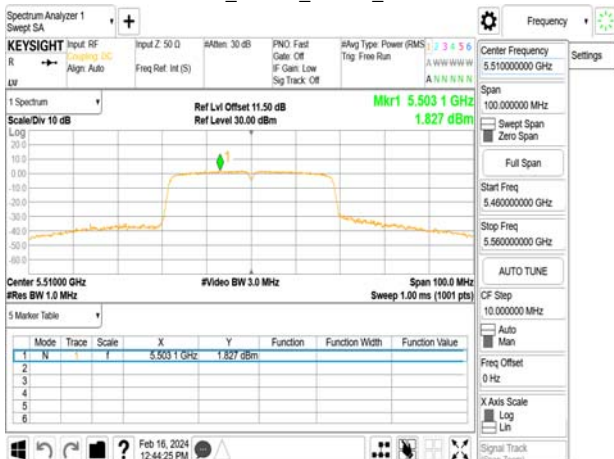 Spectrum Analyzer 1
Swept SA
+
Frequency
KEYSIGHT
R
Input: RF
Coupling: DC
Align: Auto
Input Z: 50 Ω
Freq Ref: Int (S)
#Atten: 30 dB
PNO: Fast
Gate: Off
IF Gain: Low
Sig Track: Off
#Avg Type: Power (RMS
Trig: Free Run
1 2 3 4 5 6
A W W W W W
A N N N N N
1 Spectrum
Scale/Div 10 dB
Log
Ref Lvl Offset 11.50 dB
Ref Level 30.00 dBm
Mkr1 5.503 1 GHz
1.827 dBm
1
20.0
10.0
0.00
-10.0
-20.0
-30.0
-40.0
-50.0
-60.0
Center 5.51000 GHz
#Res BW 1.0 MHz
#Video BW 3.0 MHz
Span 100.0 MHz
Sweep 1.00 ms (1001 pts)
5 Marker Table
Mode Trace Scale X Y Function Function Width Function Value
1 N 1 f 5.503 1 GHz 1.827 dBm
2
3
4
5
6
?
Feb 16, 2024
12:44:25 PM
Center Frequency
5.510000000 GHz
Settings
Span
100.000000 MHz
Swept Span
Zero Span
Full Span
Start Freq
5.460000000 GHz
Stop Freq
5.560000000 GHz
AUTO TUNE
CF Step
10.000000 MHz
Auto
Man
Freq Offset
0 Hz
X Axis Scale
Log
Lin
Signal Track